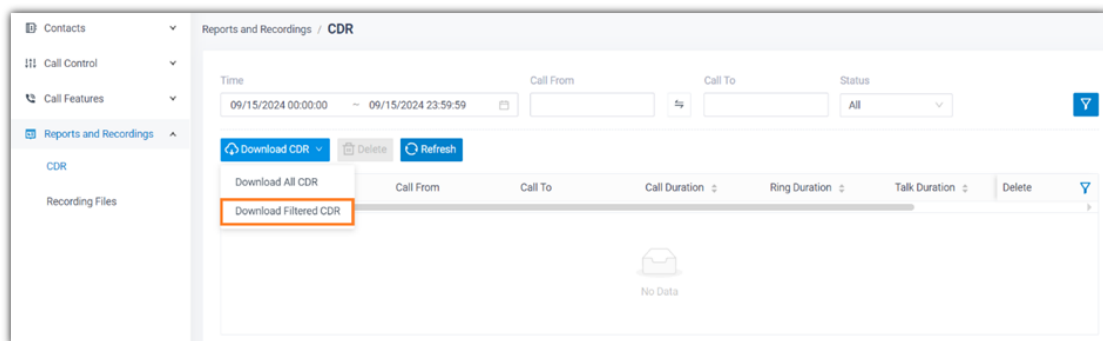 Contacts
Call Control
Call Features
Reports and Recordings
CDR
Recording Files
Reports and Recordings / CDR
Time Call From Call To Status
09/15/2024 00:00:00 ~ 09/15/2024 23:59:59 All
Download CDR Delete Refresh
Download All CDR
Download Filtered CDR
Call From Call To Call Duration Ring Duration Talk Duration Delete
No Data